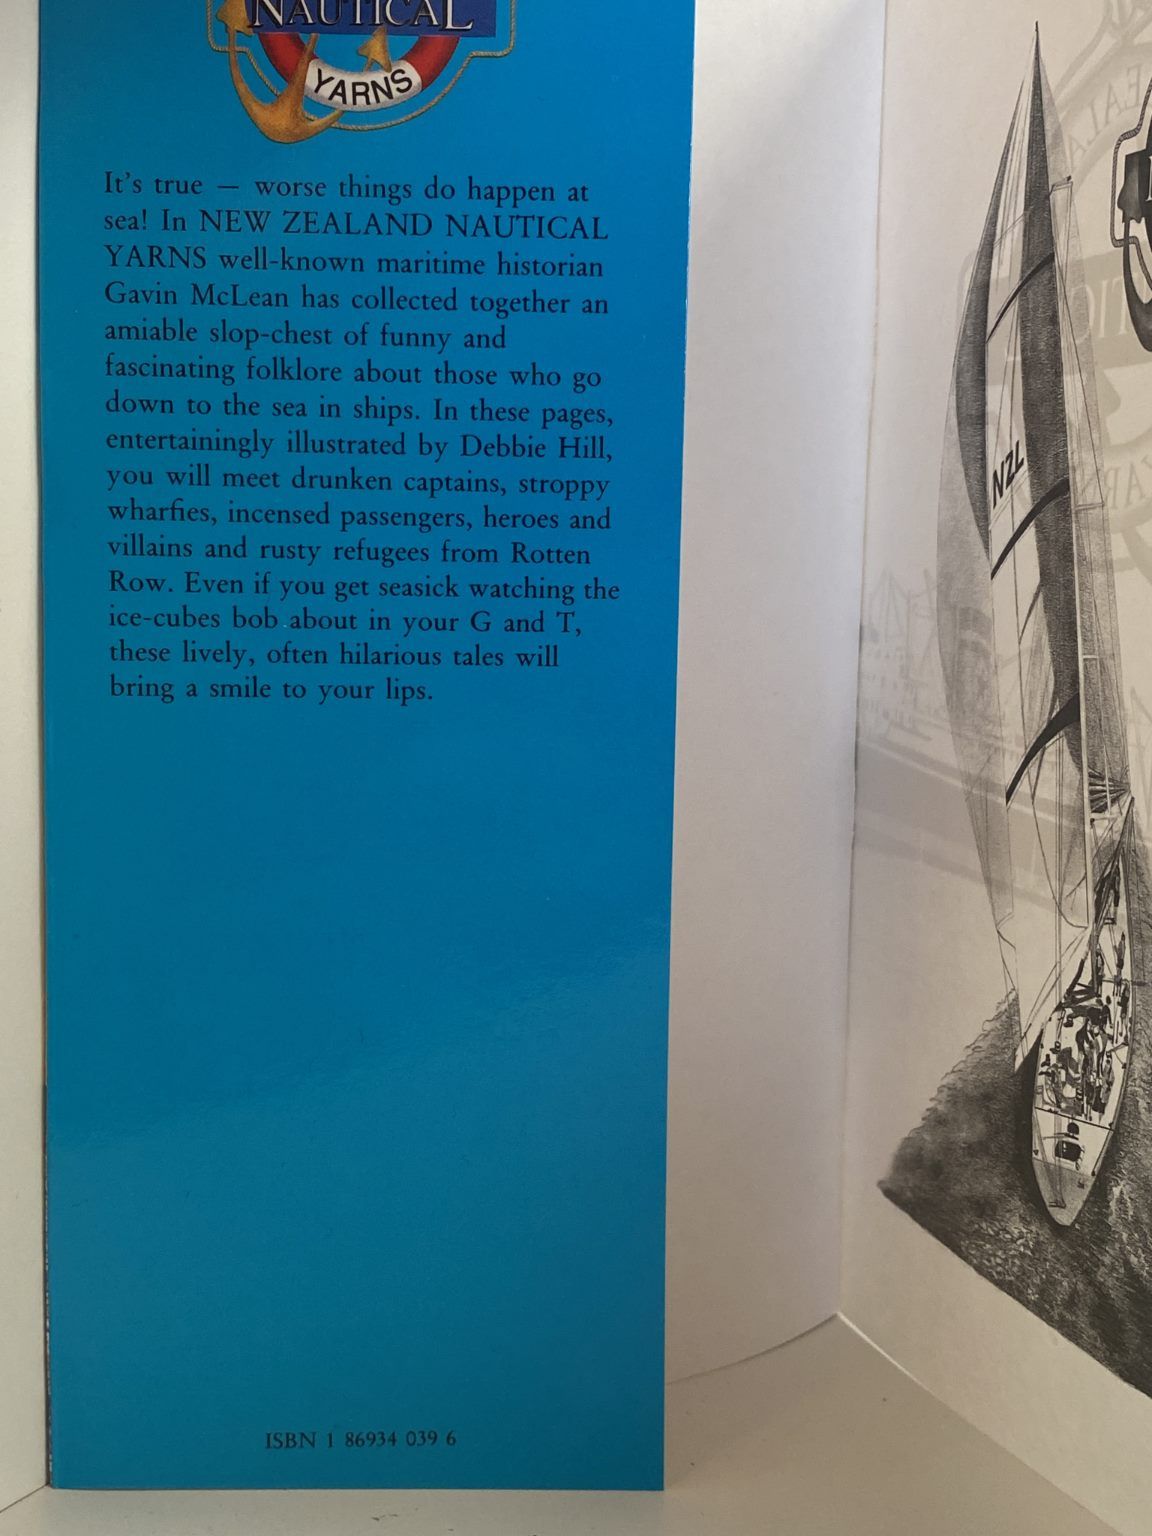 NAUTICAL
YARNS
It's true — worse things do happen at
sea! In NEW ZEALAND NAUTICAL
YARNS well-known maritime historian
Gavin McLean has collected together an
amiable slop-chest of funny and
fascinating folklore about those who go
down to the sea in ships. In these pages,
entertainingly illustrated by Debbie Hill,
you will meet drunken captains, stroppy
wharfies, incensed passengers, heroes and
villains and rusty refugees from Rotten
Row. Even if you get seasick watching the
ice-cubes bob about in your G and T,
these lively, often hilarious tales will
bring a smile to your lips.
ISBN 1 86934 039 6
NZL